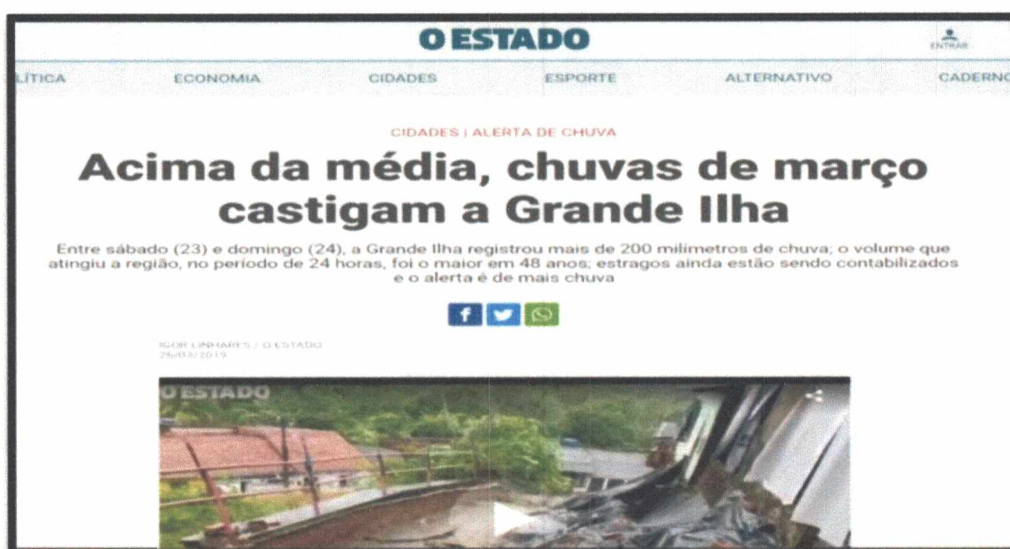 O ESTADO
ENTRAR
LÍTICA ECONOMIA CIDADES ESPORTE ALTERNATIVO CADERNO
CIDADES | ALERTA DE CHUVA
Acima da média, chuvas de março
castigam a Grande Ilha
Entre sábado (23) e domingo (24), a Grande Ilha registrou mais de 200 milímetros de chuva; o volume que
atingiu a região, no período de 24 horas, foi o maior em 48 anos; estragos ainda estão sendo contabilizados
e o alerta é de mais chuva
IGOR LINHARES / O ESTADO
26/03/2019
O ESTADO